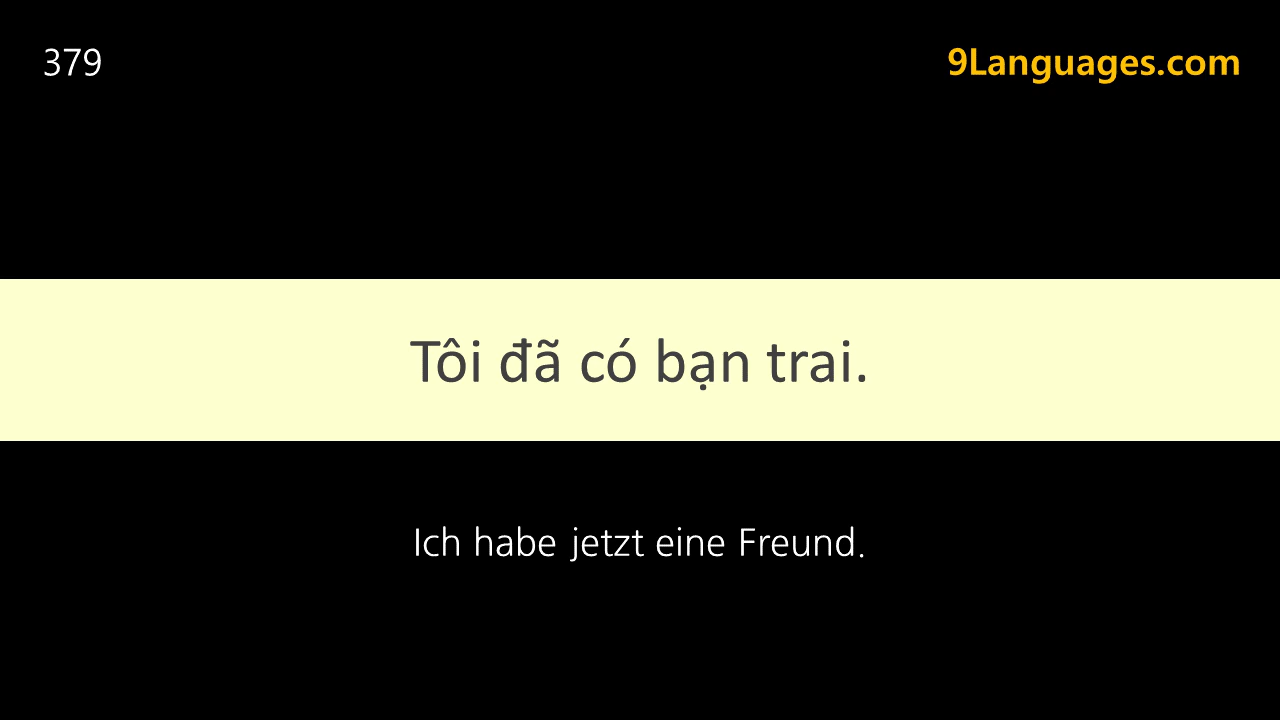 379
9Languages.com
Tôi đã có bạn trai.
Ich habe jetzt eine Freund.